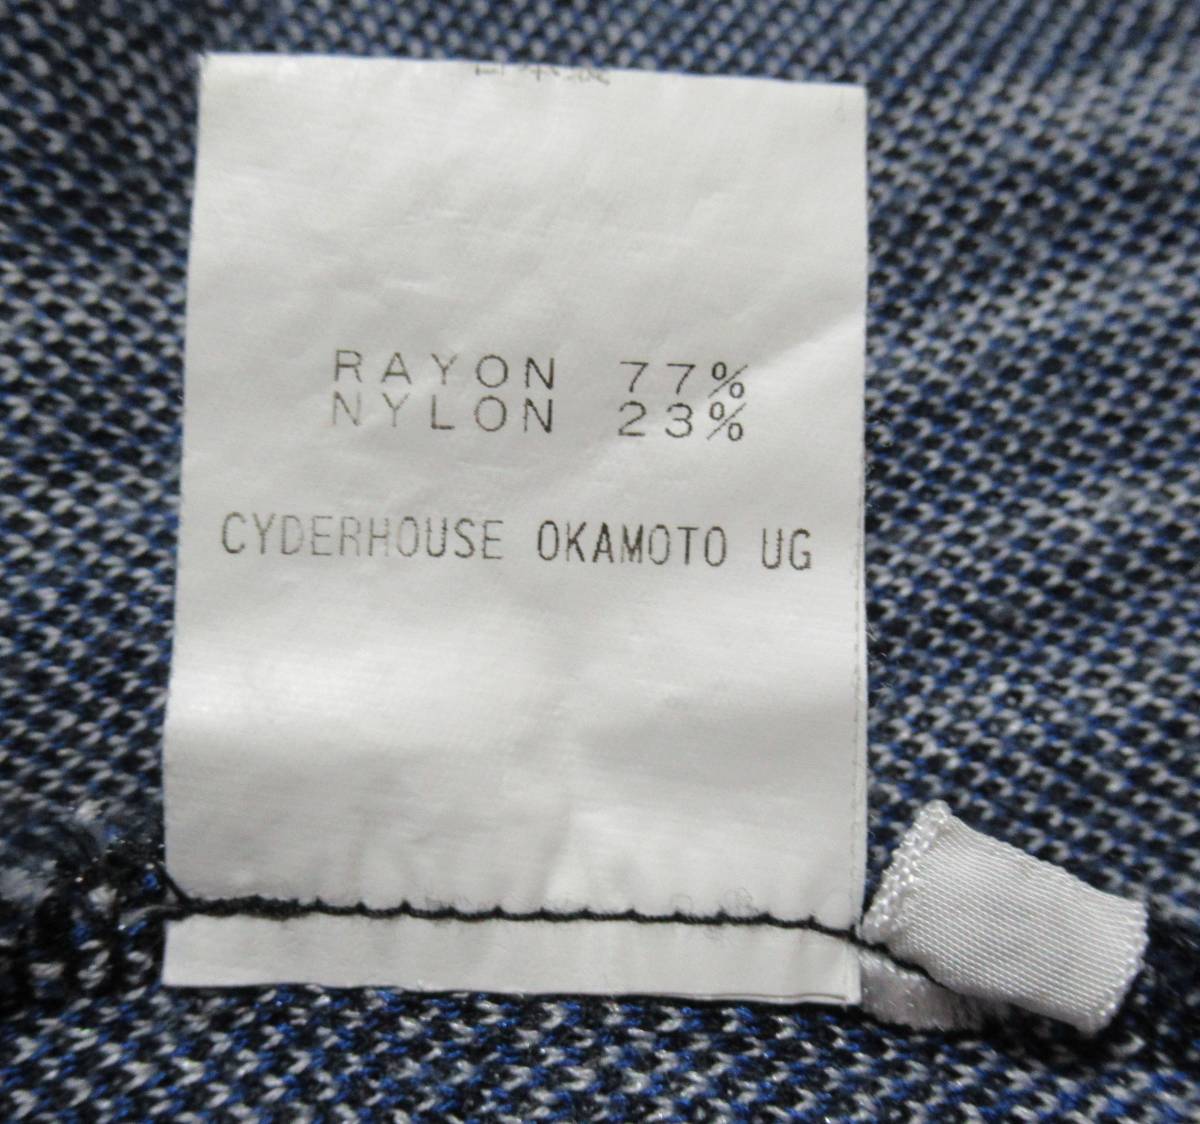 RAYON 77%
NYLON 23%
CYDERHOUSE OKAMOTO UG